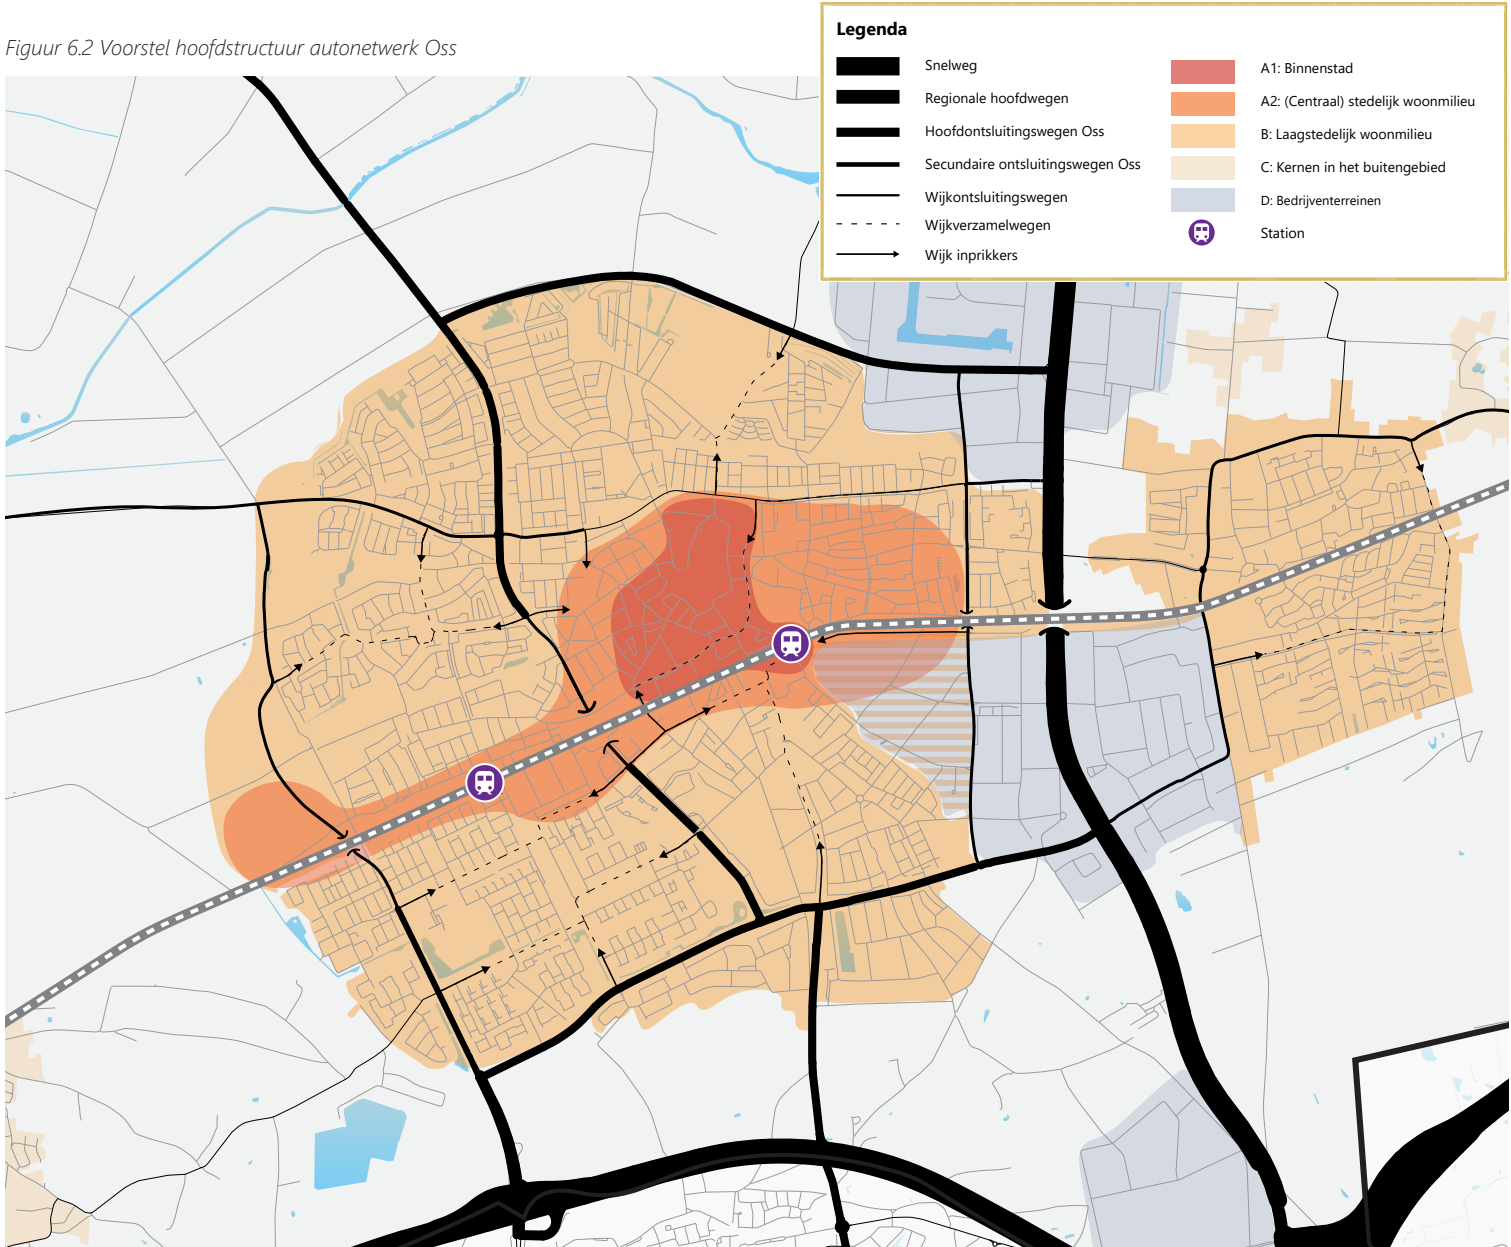 Figuur 6.2 Voorstel hoofdstructuur autonetwerk Oss
Legenda
Snelweg
Regionale hoofdwegen
Hoofdontsluitingswegen Oss
Secundaire ontsluitingswegen Oss
Wijkontsluitingswegen
Wijkverzamelwegen
Wijk inprikkers
A1: Binnenstad
A2: (Centraal) stedelijk woonmilieu
B: Laagstedelijk woonmilieu
C: Kernen in het buitengebied
D: Bedrijventerreinen
Station